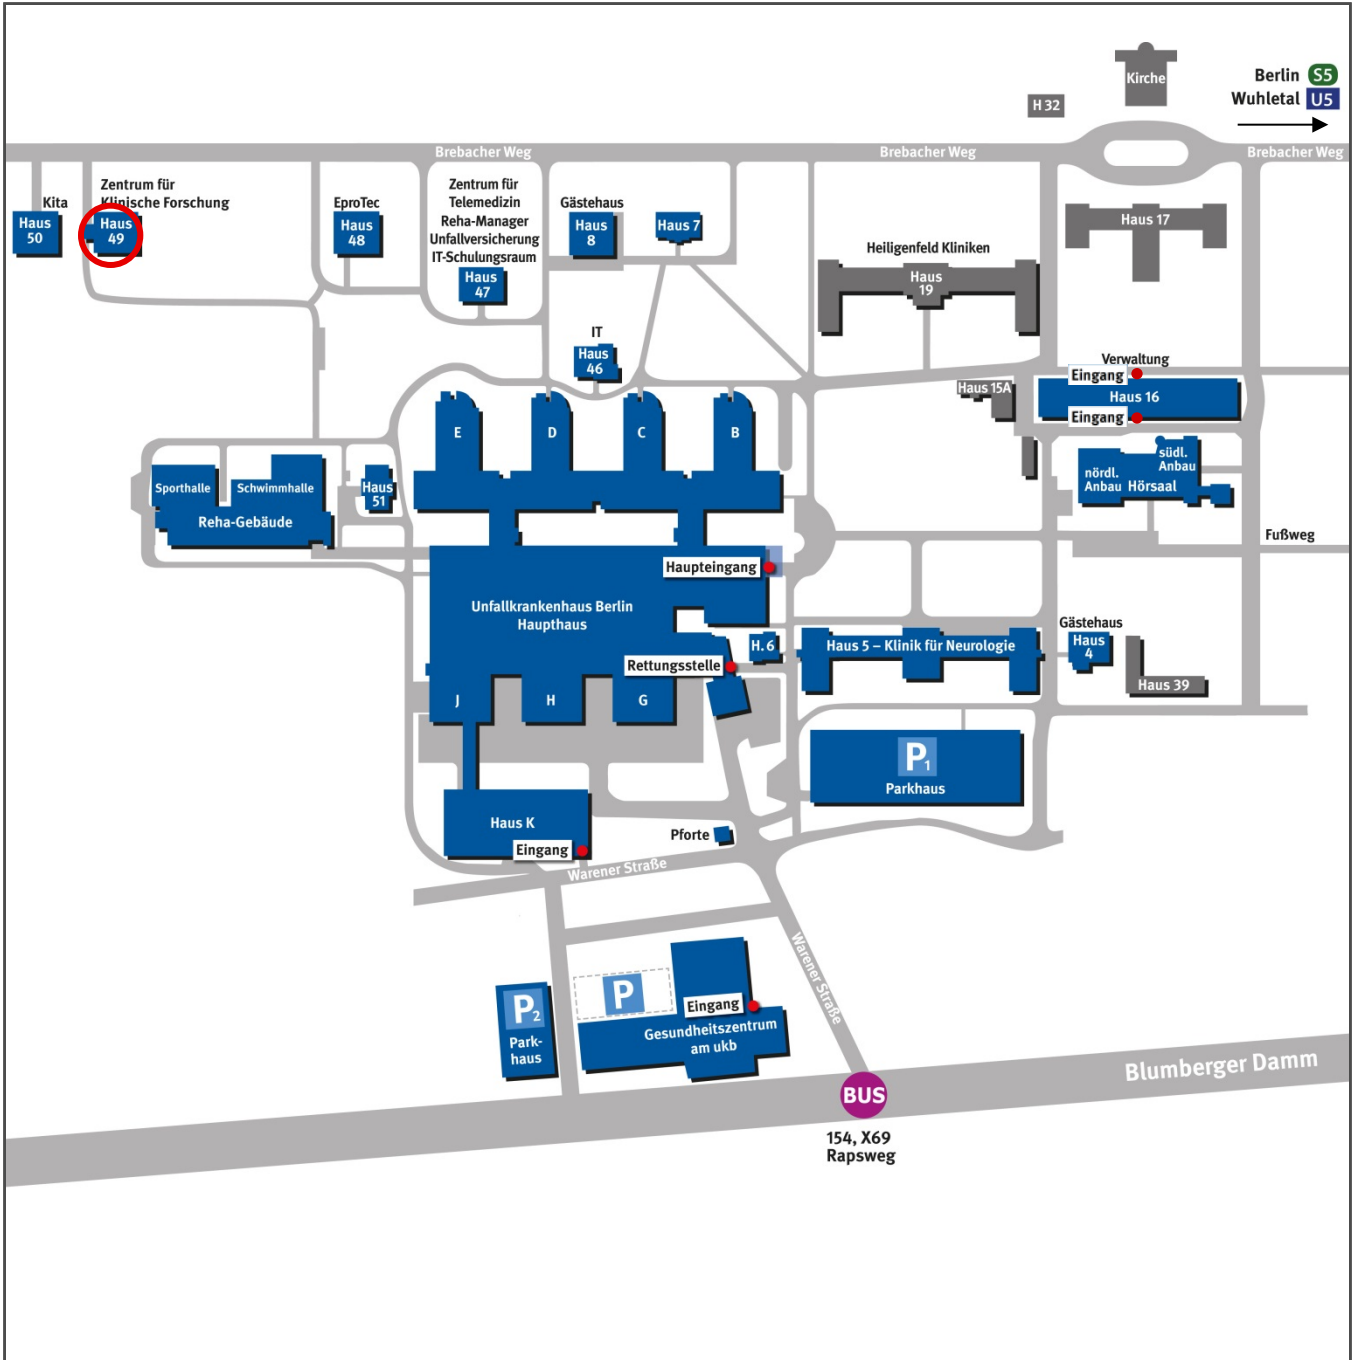 Kirche
Berlin S5
Wuhletal U5
H 32
Brebacher Weg
Brebacher Weg
Brebacher Weg
Kita
Haus
50
Zentrum für
Klinische Forschung
Haus
49
EproTec
Haus
48
Zentrum für
Telemedizin
Reha-Manager
Unfallversicherung
IT-Schulungsraum
Haus
47
Gästehaus
Haus
8
Haus 7
Heiligenfeld Kliniken
Haus
19
Haus 17
IT
Haus
46
Verwaltung
Eingang
Haus 16
Eingang
Haus 15A
E
D
C
B
Sporthalle
Schwimmhalle
Reha-Gebäude
Haus
51
südl.
Anbau
nördl.
Anbau
Hörsaal
Fußweg
Haupteingang
Unfallkrankenhaus Berlin
Haupthaus
Rettungsstelle
H. 6
Haus 5 – Klinik für Neurologie
Gästehaus
Haus
4
Haus 39
J
H
G
P1
Parkhaus
Haus K
Eingang
Pforte
Warener Straße
Warener Straße
P2
Park-
haus
P
Eingang
Gesundheitszentrum
am ukb
Blumberger Damm
BUS
154, X69
Rapsweg